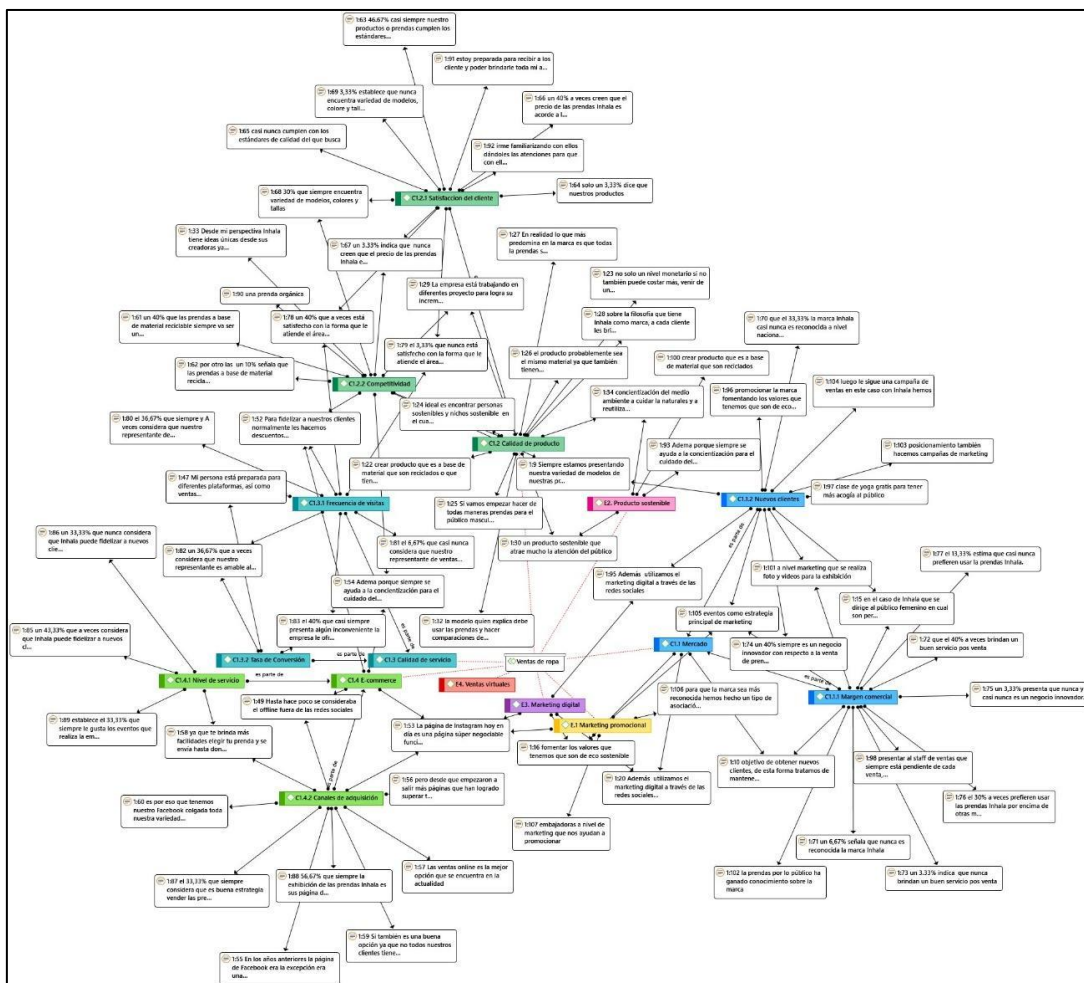 1:63 46,67% casi siempre nuestro
productos o prendas cumplen los
estándares...
1:91 estoy preparada para recibir a los
cliente y poder brindarle toda mi a...
1:69 3,33% establece que nunca
encuentra variedad de modelos,
colore y tall...
1:66 un 40% a veces creen que el
precio de las prendas Inhala es
acorde a l...
1:65 casi nunca cumplen con los
estándares de calidad del que busca
1:92 irme familiarizando con ellos
dándoles las atenciones para que
con ell...
1:68 30% que siempre encuentra
variedad de modelos, colores y
tallas
C1.2.1 Satisfaccion del cliente
1:64 solo un 3,33% dice que
nuestros productos
1:33 Desde mi perspectiva Inhala
tiene ideas únicas desde sus
creadoras ya...
1:67 un 3,33% indica que nunca
creen que el precio de las prendas
Inhala e...
1:27 En realidad lo que más
predomina en la marca es que todas
la prendas s...
1:90 una prenda orgánica
1:29 La empresa está trabajando en
diferentes proyecto para logra su
increm...
1:23 no solo un nivel monetario si no
también puede costar más, venir de
un...
1:61 un 40% que las prendas a base
de material reciclable siempre va ser
un...
1:78 un 40% que a veces está
satisfecho con la forma que le
atiende el área...
1:28 sobre la filosofía que tiene
Inhala como marca, a cada cliente
les bri...
1:70 que el 33,33% la marca Inhala
casi nunca es reconocida a nivel
naciona...
1:79 el 3,33% que nunca está
satisfecho con la forma que le
atiende el área...
1:26 el producto probablemente sea
el mismo material ya que también
tienen...
1:100 crear producto que es a base
de material que son reciclados
1:62 por otro las un 10% señala que
las prendas a base de material
recicla...
C1.2.2 Competitividad
1:96 promocionar la marca
fomentando los valores que
tenemos que son de eco...
1:104 luego le sigue una campaña de
ventas en este caso con Inhala hemos
1:24 ideal es encontrar personas
sostenibles y nichos sostenible en
el cua...
1:34 concientización del medio
ambiente a cuidar la naturales y a
reutiliza...
1:80 el 36,67% que siempre y A
veces considera que nuestro
representante de...
1:52 Para fidelizar a nuestros clientes
normalmente les hacemos
descuentos...
C1.2 Calidad de producto
1:93 Adema porque siempre se
ayuda a la concientización para el
cuidado del...
1:103 posicionamiento también
hacemos campañas de marketing
1:47 Mi persona está preparada para
diferentes plataformas, así como
ventas...
1:22 crear producto que es a base de
material que son reciclados o que
tien...
1:9 Siempre estamos presentando
nuestra variedad de modelos de
nuestras pr...
1:97 clase de yoga gratis para tener
más acogía al público
C1.3.1 Frecuencia de visitas
1:25 Si vamos empezar hacer de
todas maneras prendas para el
público mascul...
E2. Producto sostenible
C1.1.2 Nuevos clientes
1:86 un 33,33% que nunca considera
que Inhala puede fidelizar a nuevos
clie...
1:82 un 36,67% que a veces
considera que nuestro
representante es amable al...
1:81 el 6,67% que casi nunca
considera que nuestro
representante de ventas...
1:30 un producto sostenible que
atrae mucho la atención del público
es parte de
1:101 a nivel marketing que se realiza
foto y videos para la exhibición
1:77 el 13,33% estima que casi nunca
prefieren usar la prendas Inhala.
1:54 Adema porque siempre se
ayuda a la concientización para el
cuidado del...
1:95 Además utilizamos el
marketing digital a través de las
redes sociales
1:15 en el caso de Inhala que se
dirige al público femenino en cual
son per...
1:83 el 40% que casi siempre
presenta algún inconveniente la
empresa le ofr...
es parte de
1:32 la modelo quien explica debe
usar las prendas y hacer
comparaciones de...
1:105 eventos como estrategia
principal de marketing
1:85 un 43,33% que a veces considera
que Inhala puede fidelizar a nuevos
cl...
1:72 que el 40% a veces brindan un
buen servicio pos venta
C1.3.2 Tasa de Conversión
es parte de
C1.3 Calidad de servicio
Ventas de ropa
C1.1 Mercado
1:74 un 40% siempre es un negocio
innovador con respecto a la venta
de pren...
C1.4.1 Nivel de servicio
es parte de
C1.4 E-commerce
E4. Ventas virtuales
es parte de
C1.1.1 Margen comercial
1:75 un 3,33% presenta que nunca y
casi nunca es un negocio innovador.
1:49 Hasta hace poco se consideraba
el offline fuera de las redes sociales
E3. Marketing digital
1:106 para que la marca sea más
reconocida hemos hecho un tipo de
asociació...
1:89 establece el 33,33% que
siempre le gusta los eventos que
realiza la em...
1:58 ya que te brinda más
facilidades elegir tu prenda y se
envía hasta don...
1:53 La página de Instagram hoy en
día es una página súper negociable
funci...
E.1 Marketing promocional
1:36 fomentar los valores que
tenemos que son de eco sostenible
1:10 objetivo de obtener nuevos
clientes, de esta forma tratamos de
mantene...
1:98 presentar al staff de ventas que
siempre está pendiente de cada
venta,...
es parte de
1:56 pero desde que empezaron a
salir más páginas que han logrado
superar t...
1:20 Además utilizamos el
marketing digital a través de las
redes sociales...
1:76 el 30% a veces prefieren usar
las prendas Inhala por encima de
otras m...
1:60 es por eso que tenemos
nuestro Facebook colgada toda
nuestra variedad...
C1.4.2 Canales de adquisición
1:107 embajadoras a nivel de
marketing que nos ayudan a
promocionar
1:71 un 6,67% señala que nunca es
reconocida la marca Inhala
1:87 el 33,33% que siempre
considera que es buena estrategia
vender las pre...
1:88 56,67% que siempre la
exhibición de las prendas Inhala es
sus página d...
1:57 Las ventas online es la mejor
opción que se encuentra en la
actualidad
1:102 la prendas por lo público ha
ganado conocimiento sobre la
marca
1:73 un 3.33% indica que nunca
brindan un buen servicio pos venta
1:59 Si también es una buena
opción ya que no todos nuestros
clientes tiene...
1:55 En los años anteriores la página
de Facebook era la excepción era
una...